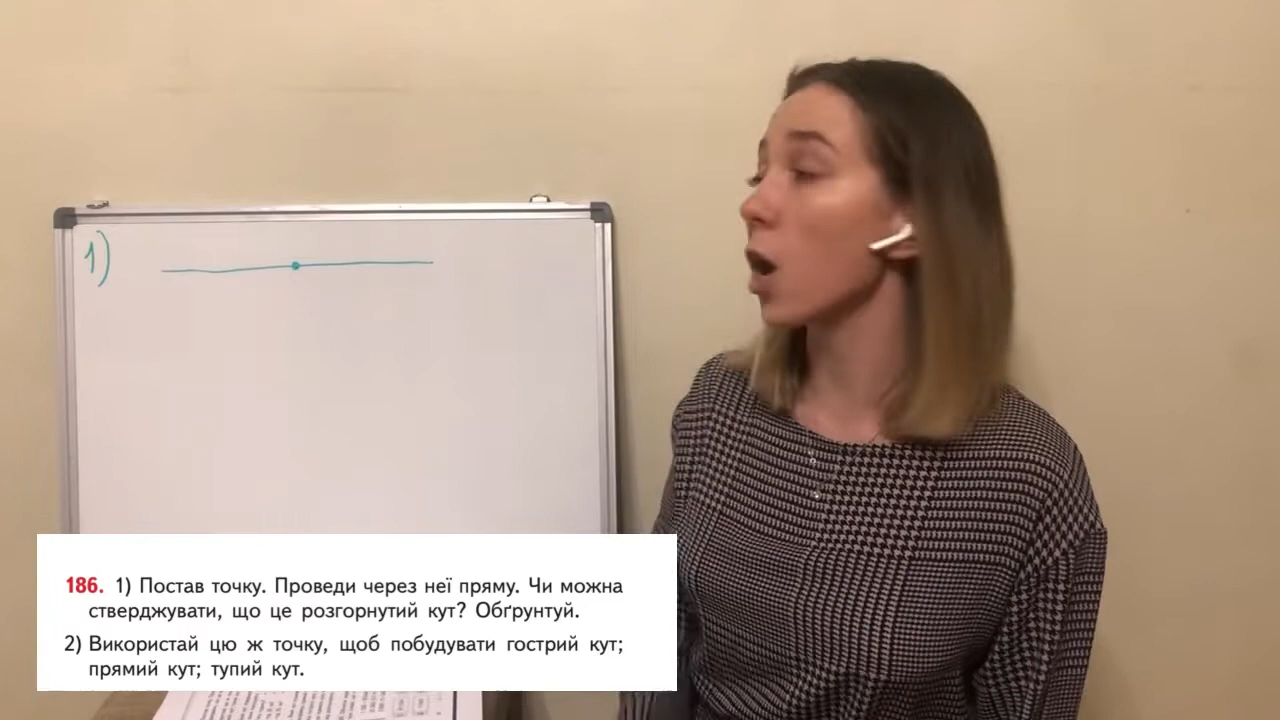 1)
186. 1) Постав точку. Проведи через неї пряму. Чи можна
стверджувати, що це розгорнутий кут? Обґрунтуй.
2) Використай цю ж точку, щоб побудувати гострий кут;
прямий кут; тупий кут.